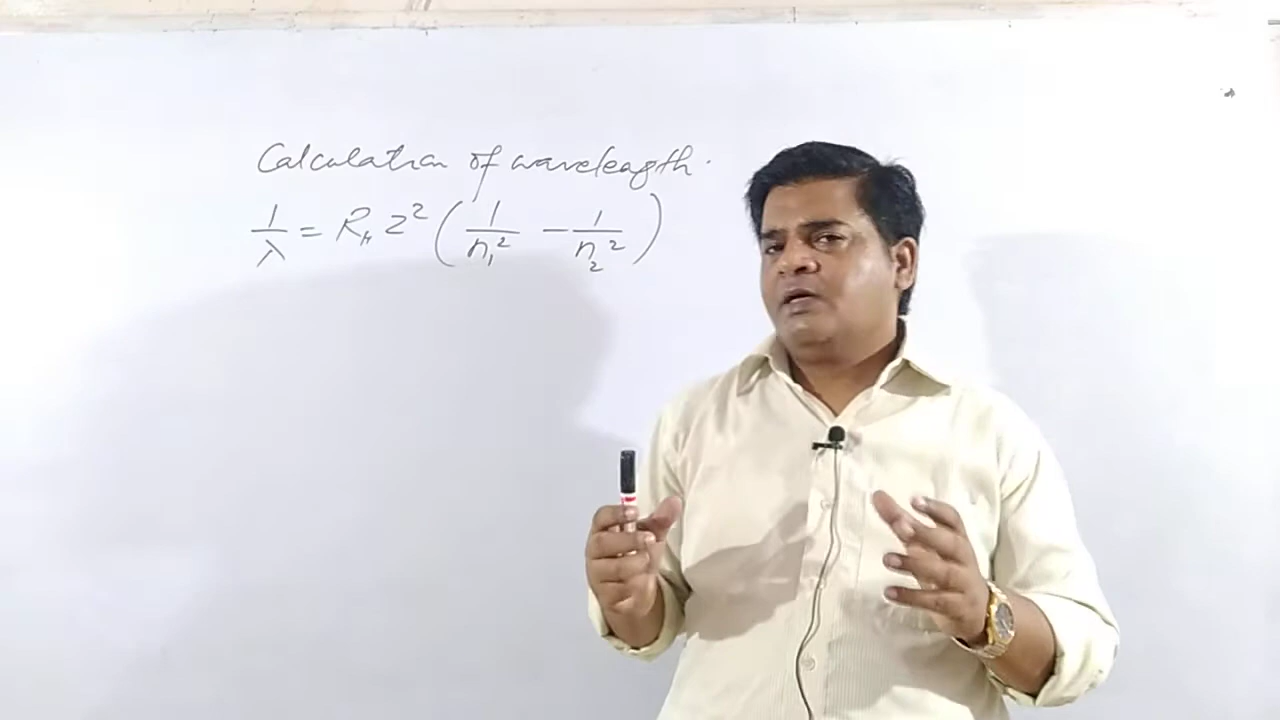 Calculation of wavelength.
1/λ = R_H Z² (1/n₁² − 1/n₂²)